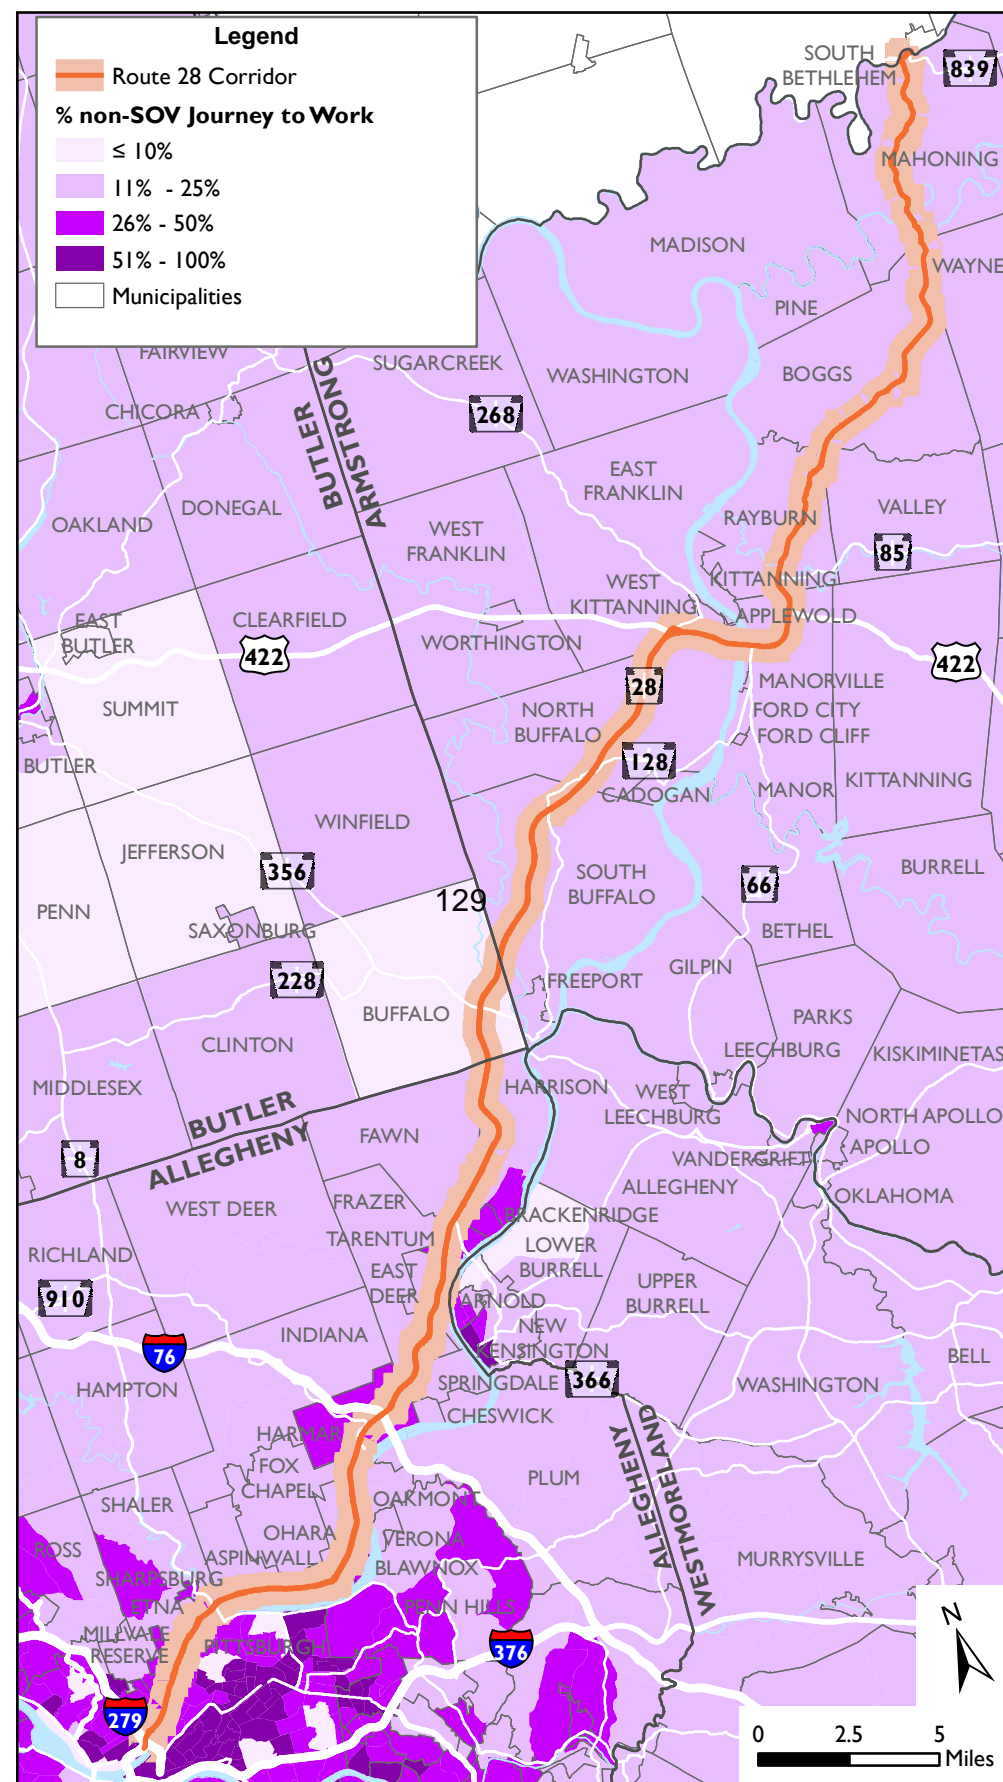 Legend
Route 28 Corridor
% non-SOV Journey to Work
≤ 10%
11% - 25%
26% - 50%
51% - 100%
Municipalities
SOUTH
BETHLEHEM
839
MAHONING
MADISON
WAYNE
PINE
FAIRVIEW
SUGARCREEK
WASHINGTON
BOGGS
CHICORA
268
BUTLER
ARMSTRONG
EAST
FRANKLIN
DONEGAL
OAKLAND
WEST
FRANKLIN
RAYBURN
VALLEY
85
WEST
KITTANNING
KITTANNING
APPLEWOLD
EAST
BUTLER
CLEARFIELD
422
WORTHINGTON
422
28
MANORVILLE
FORD CITY
FORD CLIFF
SUMMIT
NORTH
BUFFALO
BUTLER
128
CADOGAN
MANOR
KITTANNING
WINFIELD
JEFFERSON
356
SOUTH
BUFFALO
66
BURRELL
129
PENN
SAXONBURG
BETHEL
228
FREEPORT
GILPIN
BUFFALO
PARKS
CLINTON
LEECHBURG
KISKIMINETAS
MIDDLESEX
HARRISON
WEST
LEECHBURG
BUTLER
ALLEGHENY
NORTH APOLLO
APOLLO
FAWN
8
VANDERGRIFT
ALLEGHENY
OKLAHOMA
WEST DEER
FRAZER
BRACKENRIDGE
TARENTUM
LOWER
BURRELL
RICHLAND
EAST
DEER
UPPER
BURRELL
910
ARNOLD
NEW
KENSINGTON
INDIANA
76
BELL
SPRINGDALE
366
WASHINGTON
HAMPTON
CHESWICK
HARMAR
ALLEGHENY
WESTMORELAND
FOX
CHAPEL
PLUM
OAKMONT
SHALER
OHARA
VERONA
ROSS
ASPINWALL
BLAWNOX
MURRYSVILLE
SHARPSBURG
ETNA
PENN HILLS
MILLVALE
RESERVE
PITTSBURGH
376
279
N
0 2.5 5
Miles